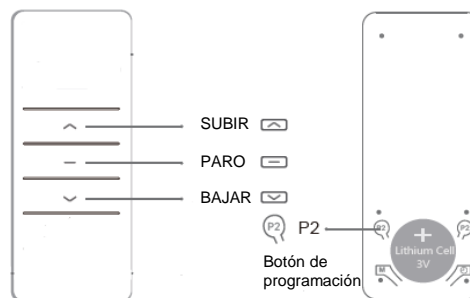 SUBIR
PARO
BAJAR
P2 P2
Botón de
programación
P2
P2
Lithium Cell
3V